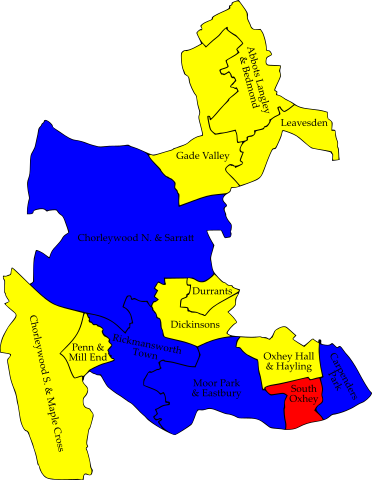 Abbots Langley
& Bedmond
Leavesden
Gade Valley
Chorleywood N. & Sarratt
Durrants
Dickinsons
Chorleywood S. & Maple Cross
Penn &
Mill End
Rickmansworth
Town
Moor Park
& Eastbury
Oxhey Hall
& Hayling
South
Oxhey
Carpenders
Park